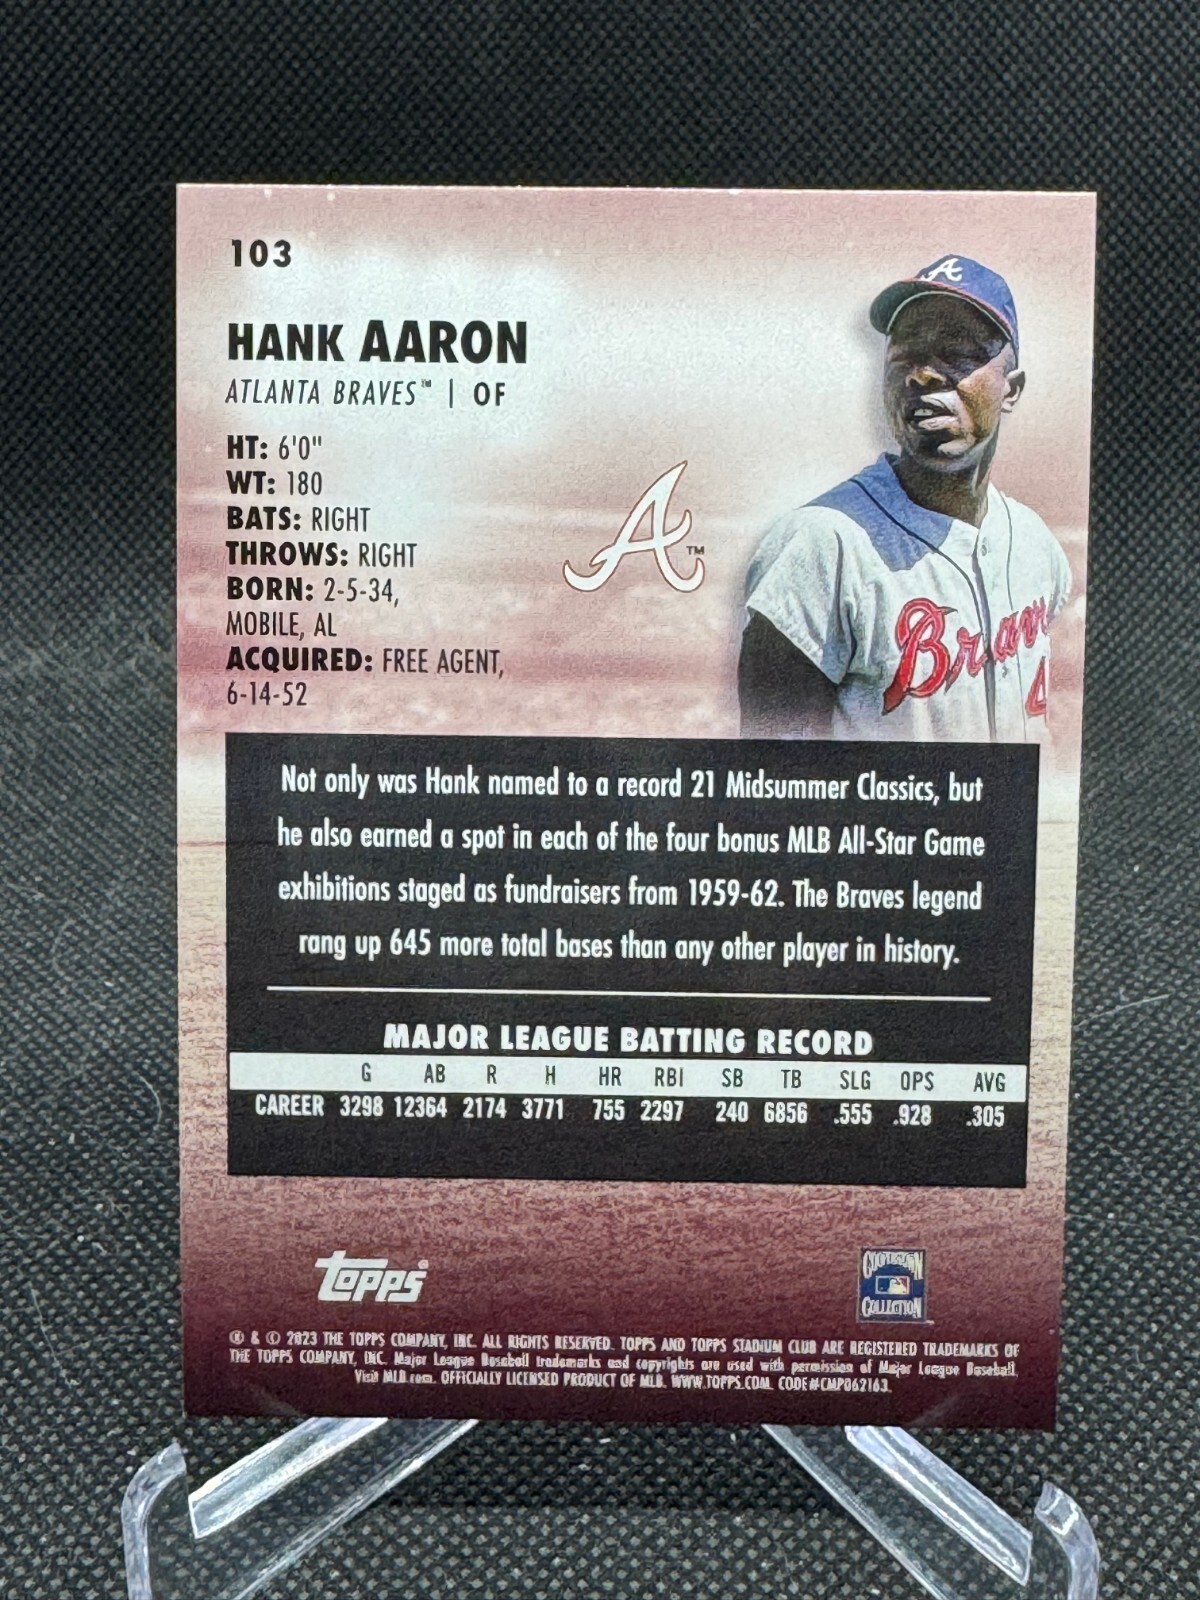 103
HANK AARON
ATLANTA BRAVES™ | OF
HT: 6'0"
WT: 180
BATS: RIGHT
THROWS: RIGHT
BORN: 2-5-34,
MOBILE, AL
ACQUIRED: FREE AGENT,
6-14-52
A
A™
Brav
4
Not only was Hank named to a record 21 Midsummer Classics, but
he also earned a spot in each of the four bonus MLB All-Star Game
exhibitions staged as fundraisers from 1959-62. The Braves legend
rang up 645 more total bases than any other player in history.
MAJOR LEAGUE BATTING RECORD
G AB R H HR RBI SB TB SLG OPS AVG
CAREER 3298 12364 2174 3771 755 2297 240 6856 .555 .928 .305
Topps®
COOPERSTOWN
COLLECTION™
® & © 2023 THE TOPPS COMPANY, INC. ALL RIGHTS RESERVED. TOPPS AND TOPPS STADIUM CLUB ARE REGISTERED TRADEMARKS OF
THE TOPPS COMPANY, INC. Major League Baseball trademarks and copyrights are used with permission of Major League Baseball.
Visit MLB.com. OFFICIALLY LICENSED PRODUCT OF MLB. WWW.TOPPS.COM. CODE#CMP062163.